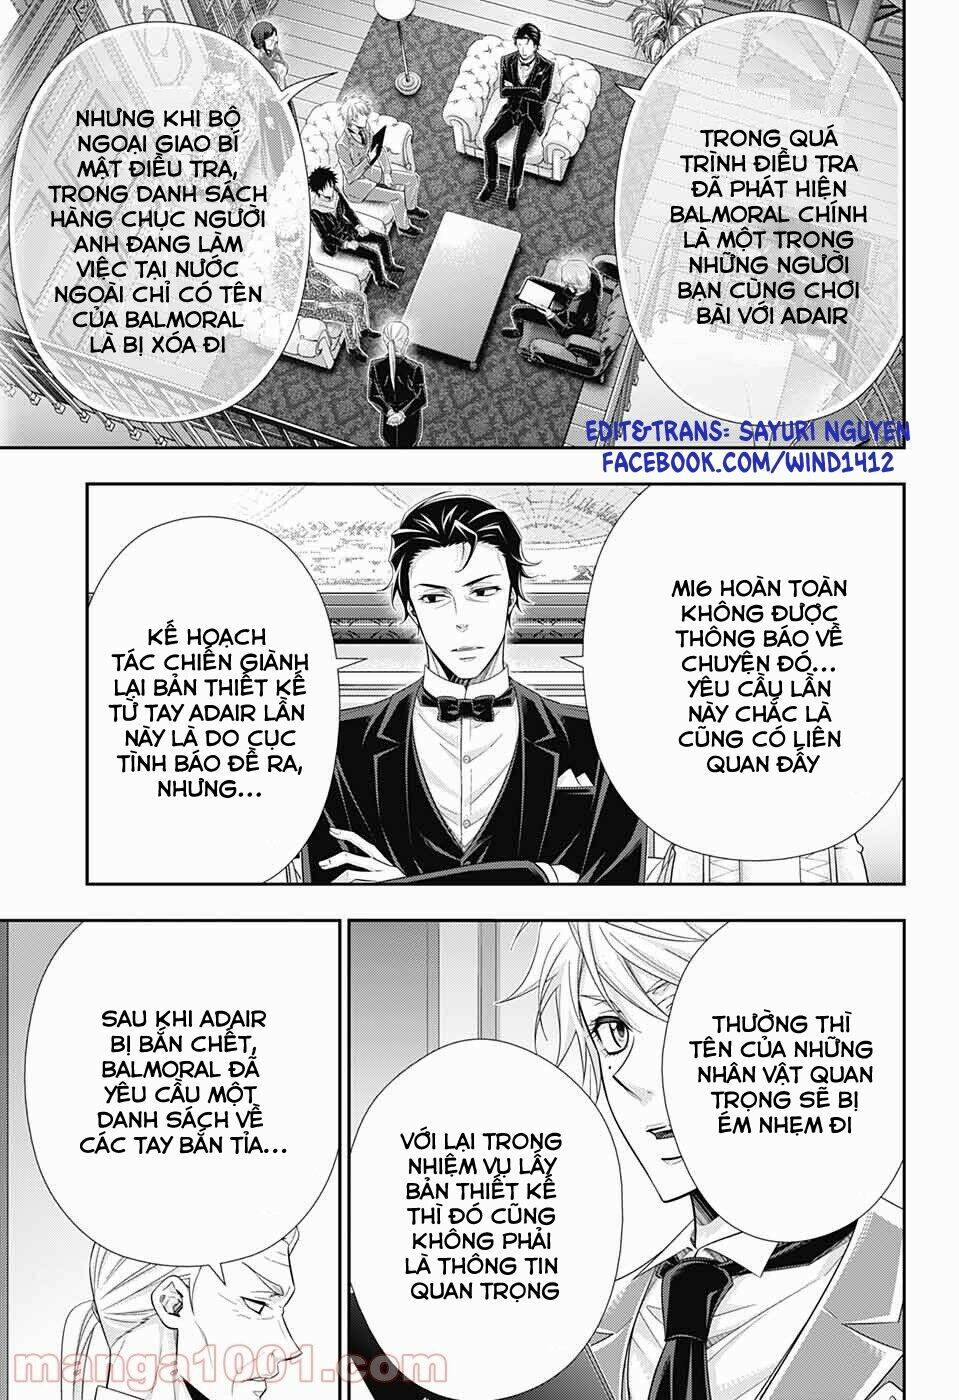 TRONG QUÁ
TRÌNH ĐIỀU TRA
ĐÃ PHÁT HIỆN
BALMORAL CHÍNH
LÀ MỘT TRONG
NHỮNG NGƯỜI
BẠN CÙNG CHƠI
BÀI VỚI ADAIR
NHƯNG KHI BỘ
NGOẠI GIAO BÍ
MẬT ĐIỀU TRA,
TRONG DANH SÁCH
HÀNG CHỤC NGƯỜI
ANH ĐANG LÀM
VIỆC TẠI NƯỚC
NGOÀI CHỈ CÓ TÊN
CỦA BALMORAL
LÀ BỊ XÓA ĐI
EDIT&TRANS: SAYURI NGUYEN
FACEBOOK.COM/WIND1412
MI6 HOÀN TOÀN
KHÔNG ĐƯỢC
THÔNG BÁO VỀ
CHUYỆN ĐÓ...
YÊU CẦU LẦN
NÀY CHẮC LÀ
CŨNG CÓ LIÊN
QUAN ĐẤY
KẾ HOẠCH
TÁC CHIẾN GIÀNH
LẠI BẢN THIẾT KẾ
TỪ TAY ADAIR LẦN
NÀY LÀ DO CỤC
TÌNH BÁO ĐỀ RA,
NHƯNG...
THƯỜNG THÌ
TÊN CỦA NHỮNG
NHÂN VẬT QUAN
TRỌNG SẼ BỊ
ÉM NHẸM ĐI
VỚI LẠI TRONG
NHIỆM VỤ LẤY
BẢN THIẾT KẾ
THÌ ĐÓ CŨNG
KHÔNG PHẢI
LÀ THÔNG TIN
QUAN TRỌNG
SAU KHI ADAIR
BỊ BẮN CHẾT,
BALMORAL ĐÃ
YÊU CẦU MỘT
DANH SÁCH VỀ
CÁC TAY BẮN TỈA...
manga1001.com